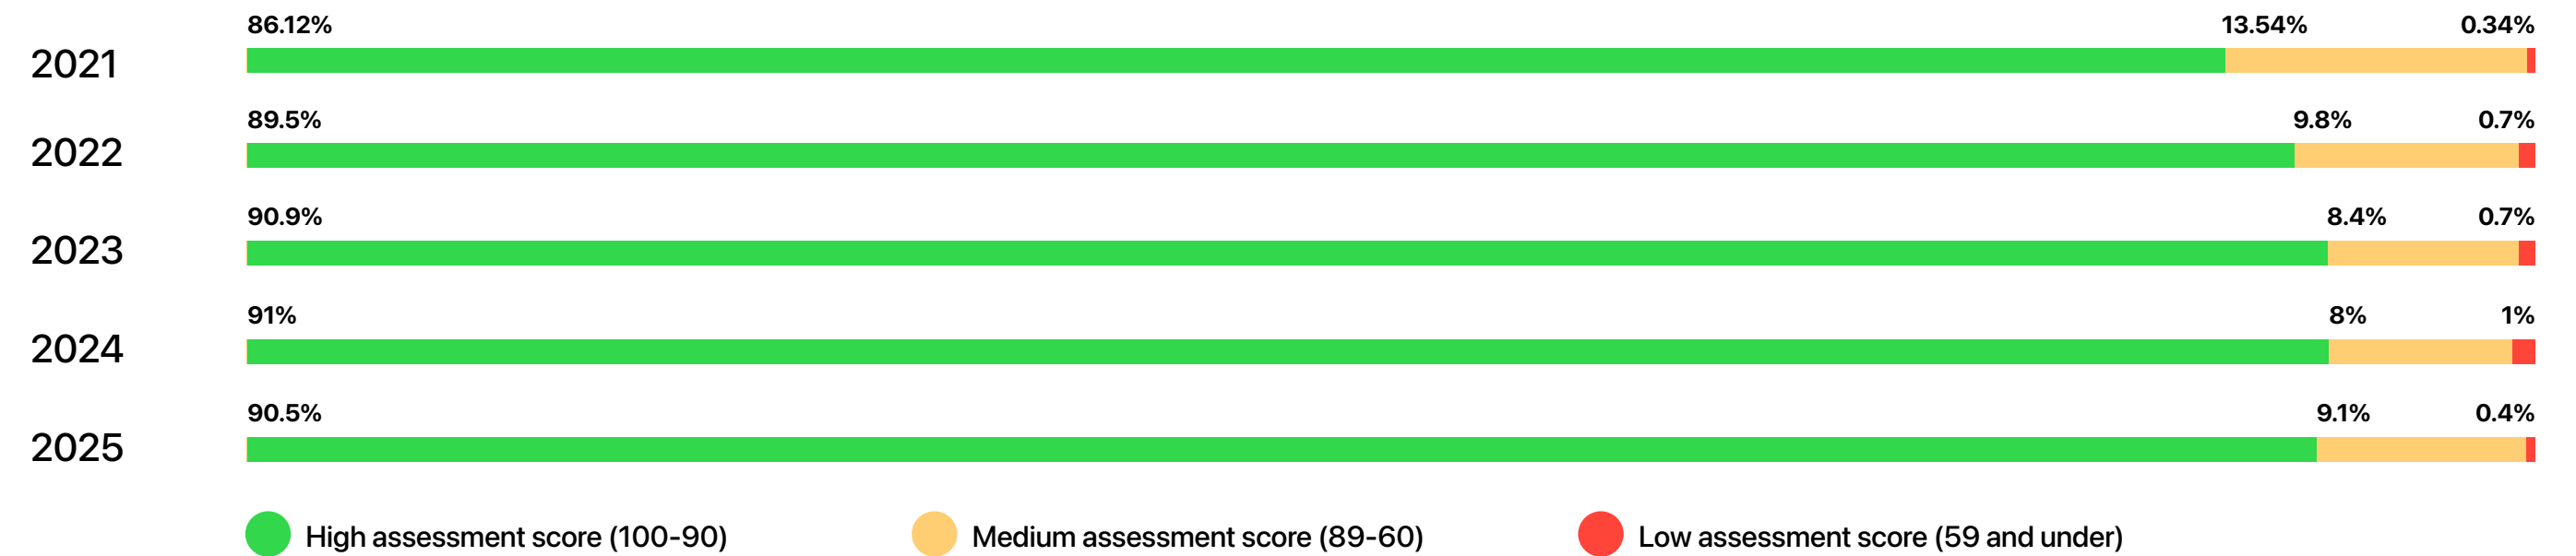 86.12% 13.54% 0.34%
2021
89.5% 9.8% 0.7%
2022
90.9% 8.4% 0.7%
2023
91% 8% 1%
2024
90.5% 9.1% 0.4%
2025
High assessment score (100-90) Medium assessment score (89-60) Low assessment score (59 and under)